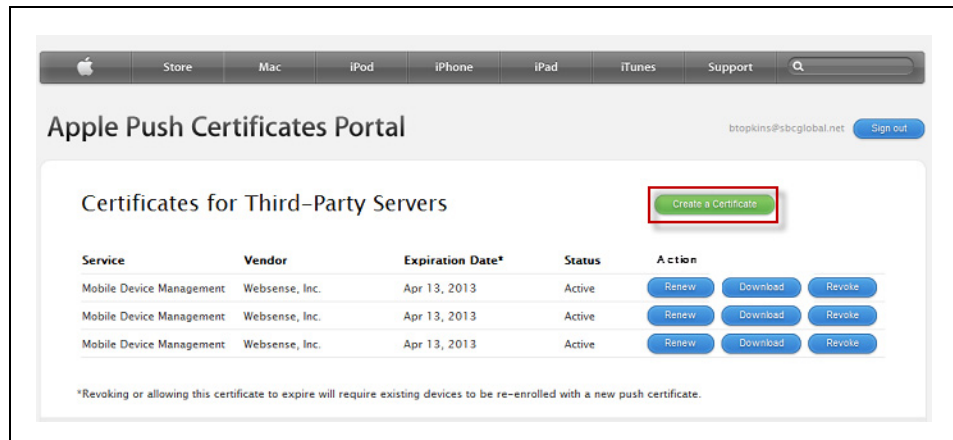 Store Mac iPod iPhone iPad iTunes Support
Apple Push Certificates Portal
btopkins@sbcglobal.net Sign out
Certificates for Third-Party Servers
Create a Certificate
Service Vendor Expiration Date* Status Action
Mobile Device Management Websense, Inc. Apr 13, 2013 Active Renew Download Revoke
Mobile Device Management Websense, Inc. Apr 13, 2013 Active Renew Download Revoke
Mobile Device Management Websense, Inc. Apr 13, 2013 Active Renew Download Revoke
*Revoking or allowing this certificate to expire will require existing devices to be re-enrolled with a new push certificate.